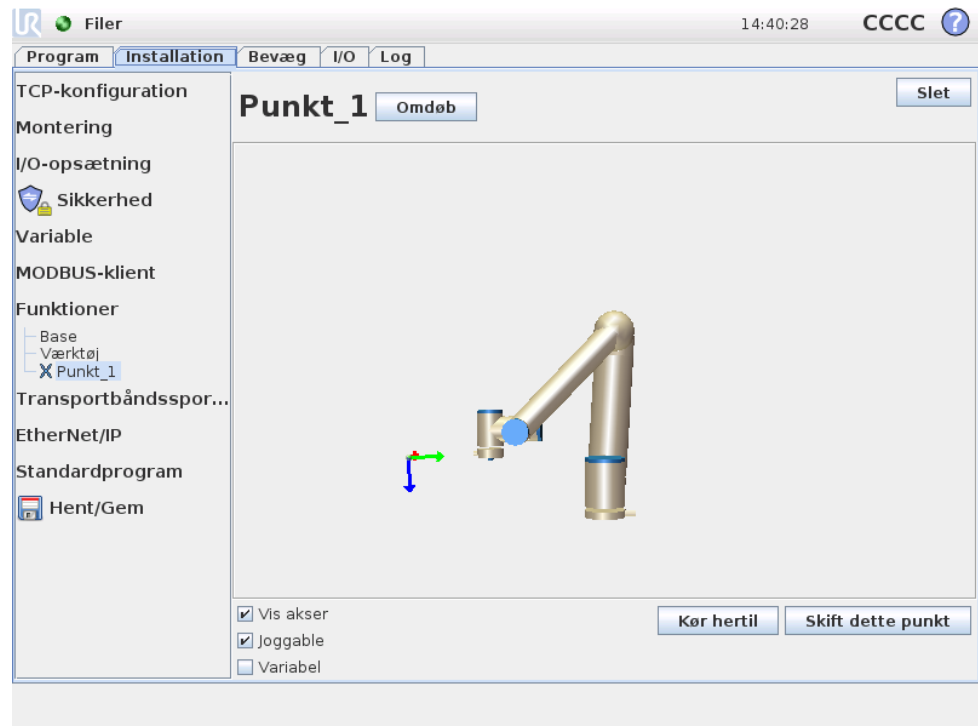 UR Filer 14:40:28 CCCC ?
Program Installation Bevæg I/O Log
TCP-konfiguration
Montering
I/O-opsætning
Sikkerhed
Variable
MODBUS-klient
Funktioner
Base
Værktøj
Punkt_1
Transportbåndsspor...
EtherNet/IP
Standardprogram
Hent/Gem
Punkt_1 Omdøb Slet
Vis akser
Joggable
Variabel
Kør hertil Skift dette punkt